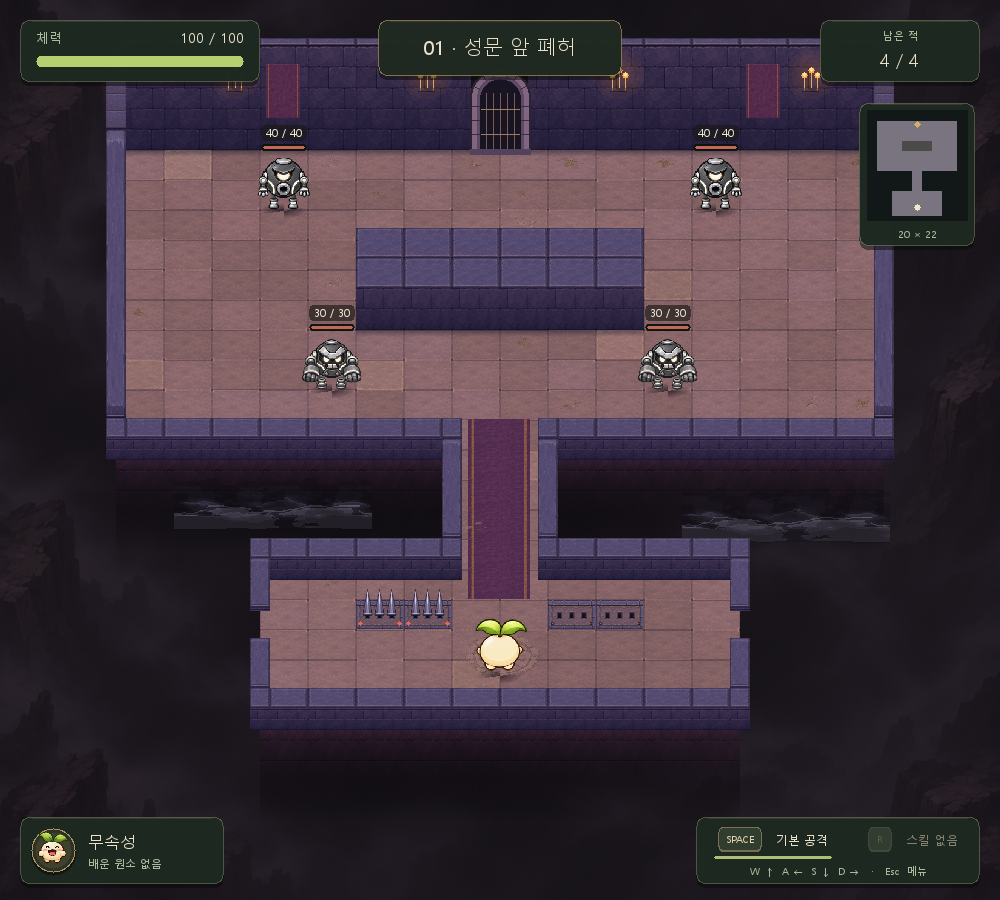 체력 100 / 100
01 · 성문 앞 폐허
남은 적
4 / 4
40 / 40
40 / 40
20 × 22
30 / 30
30 / 30
무속성
배운 원소 없음
SPACE 기본 공격 R 스킬 없음
W ↑ A ← S ↓ D → · Esc 메뉴